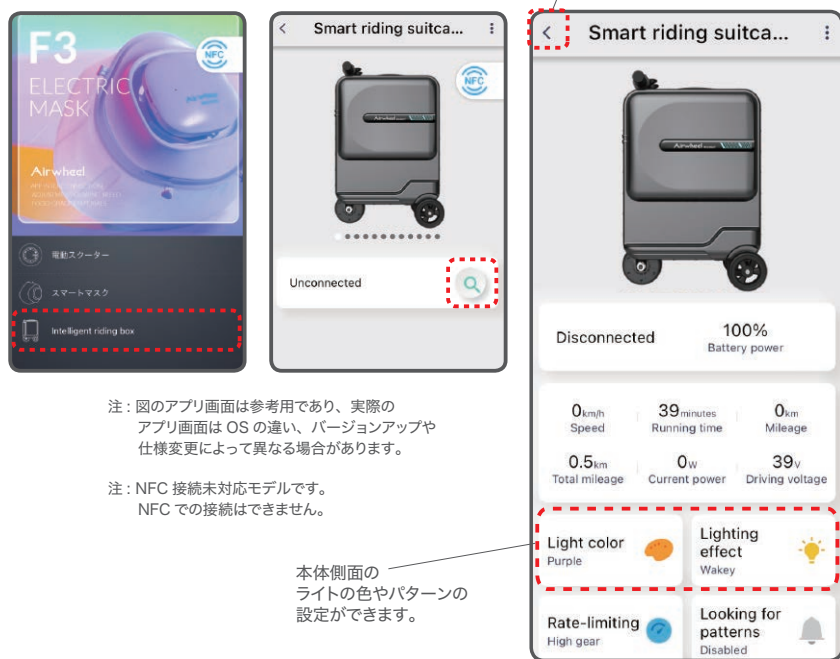 F3
NFC
ELECTRIC
MASK
Airwheel
電動スクーター
スマートマスク
Intelligent riding box
Smart riding suitca...
NFC
Unconnected
Smart riding suitca...
Airwheel
Disconnected
100%
Battery power
0km/h
Speed
39minutes
Running time
0km
Mileage
0.5km
Total mileage
0w
Current power
39v
Driving voltage
Light color
Purple
Lighting
effect
Wakey
Rate-limiting
High gear
Looking for
patterns
Disabled
注 : 図のアプリ画面は参考用であり、実際の
アプリ画面は OS の違い、バージョンアップや
仕様変更によって異なる場合があります。
注 : NFC 接続未対応モデルです。
NFC での接続はできません。
本体側面の
ライトの色やパターンの
設定ができます。